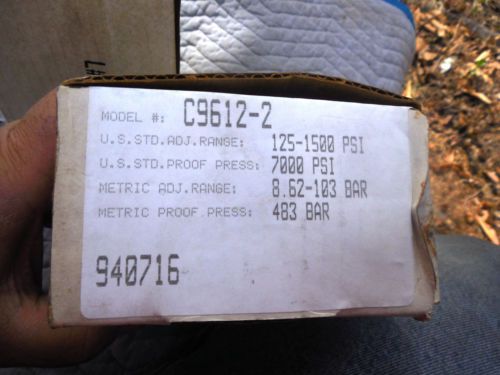 MODEL #: C9612-2
U.S.STD.ADJ.RANGE: 125-1500 PSI
U.S.STD.PROOF PRESS: 7000 PSI
METRIC ADJ.RANGE: 8.62-103 BAR
METRIC PROOF.PRESS: 483 BAR
940716